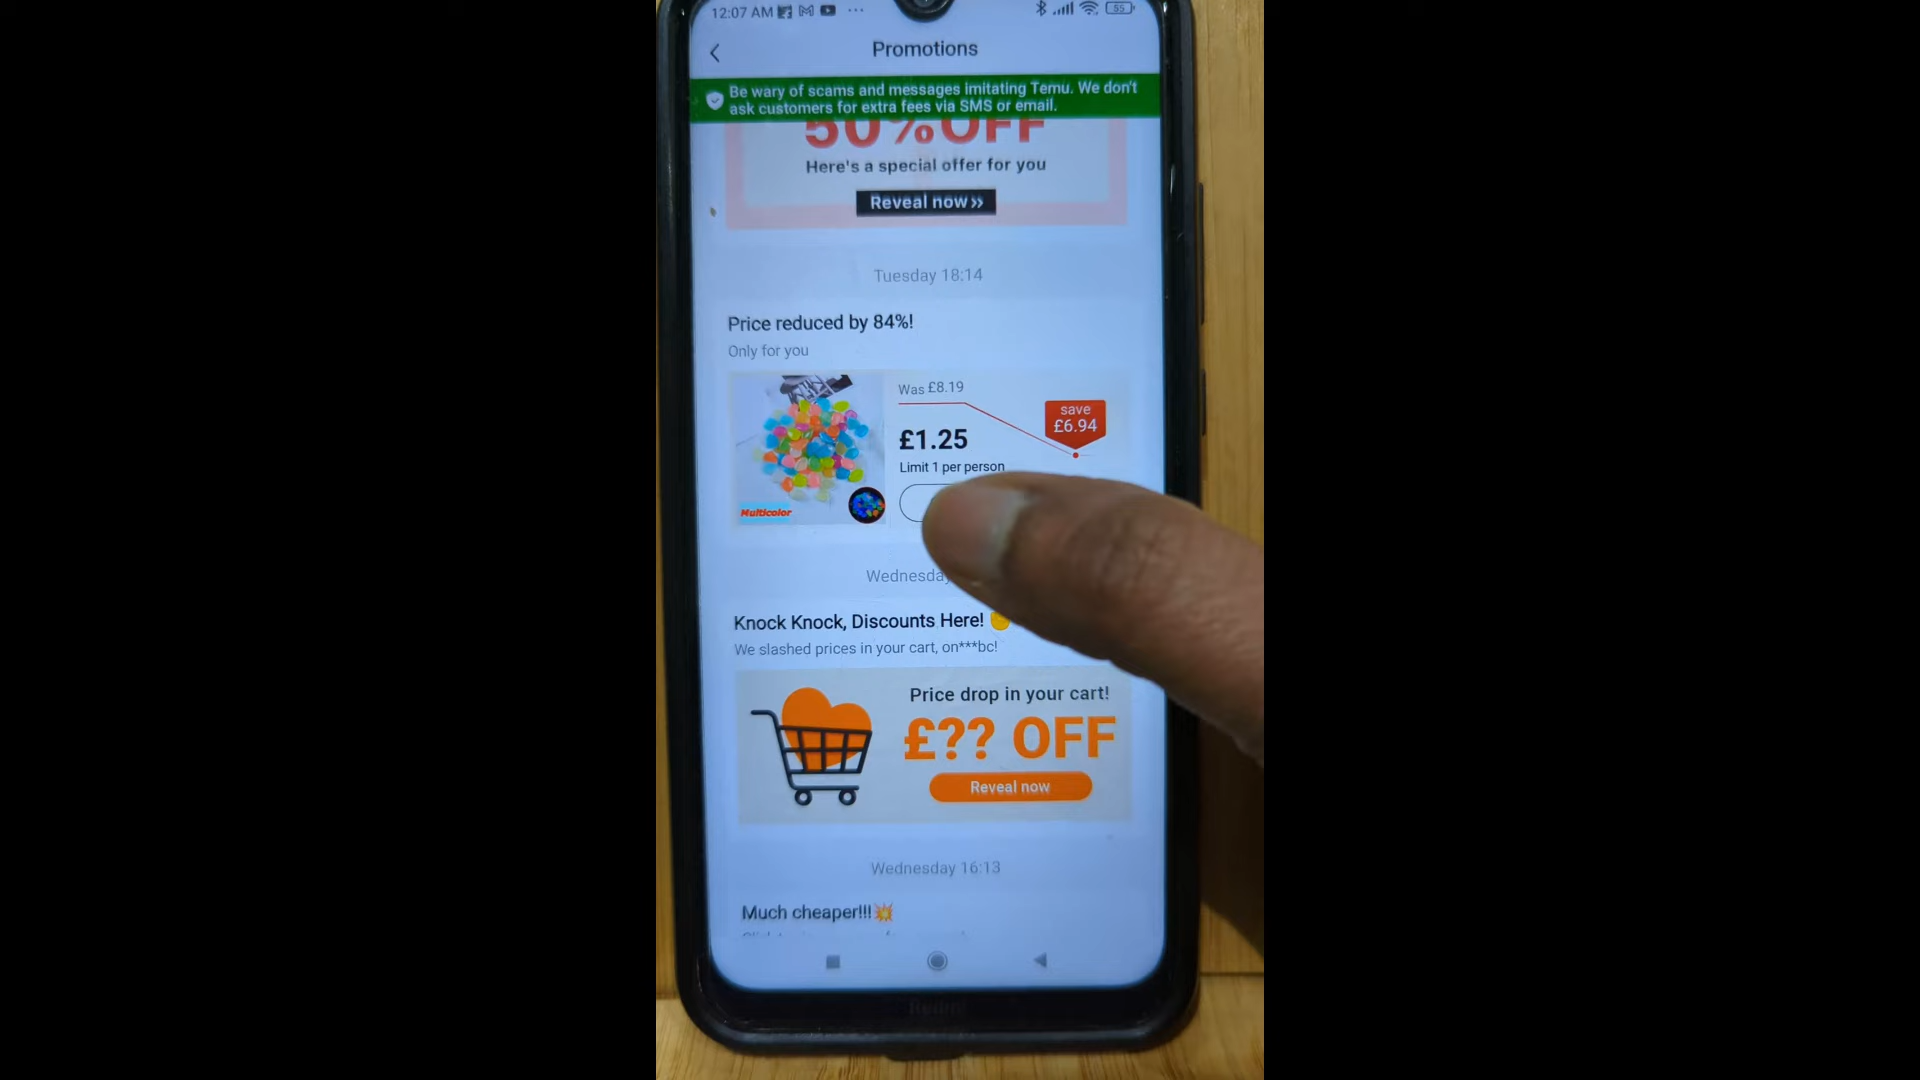 12:07 AM
55
Promotions
Be wary of scams and messages imitating Temu. We don't
ask customers for extra fees via SMS or email.
50%OFF
Here's a special offer for you
Reveal now»
Tuesday 18:14
Price reduced by 84%!
Only for you
Was £8.19
save
£6.94
£1.25
Limit 1 per person
Multicolor
Wednesday
Knock Knock, Discounts Here!
We slashed prices in your cart, on***bc!
Price drop in your cart!
£?? OFF
Reveal now
Wednesday 16:13
Much cheaper!!!💥
Redmi